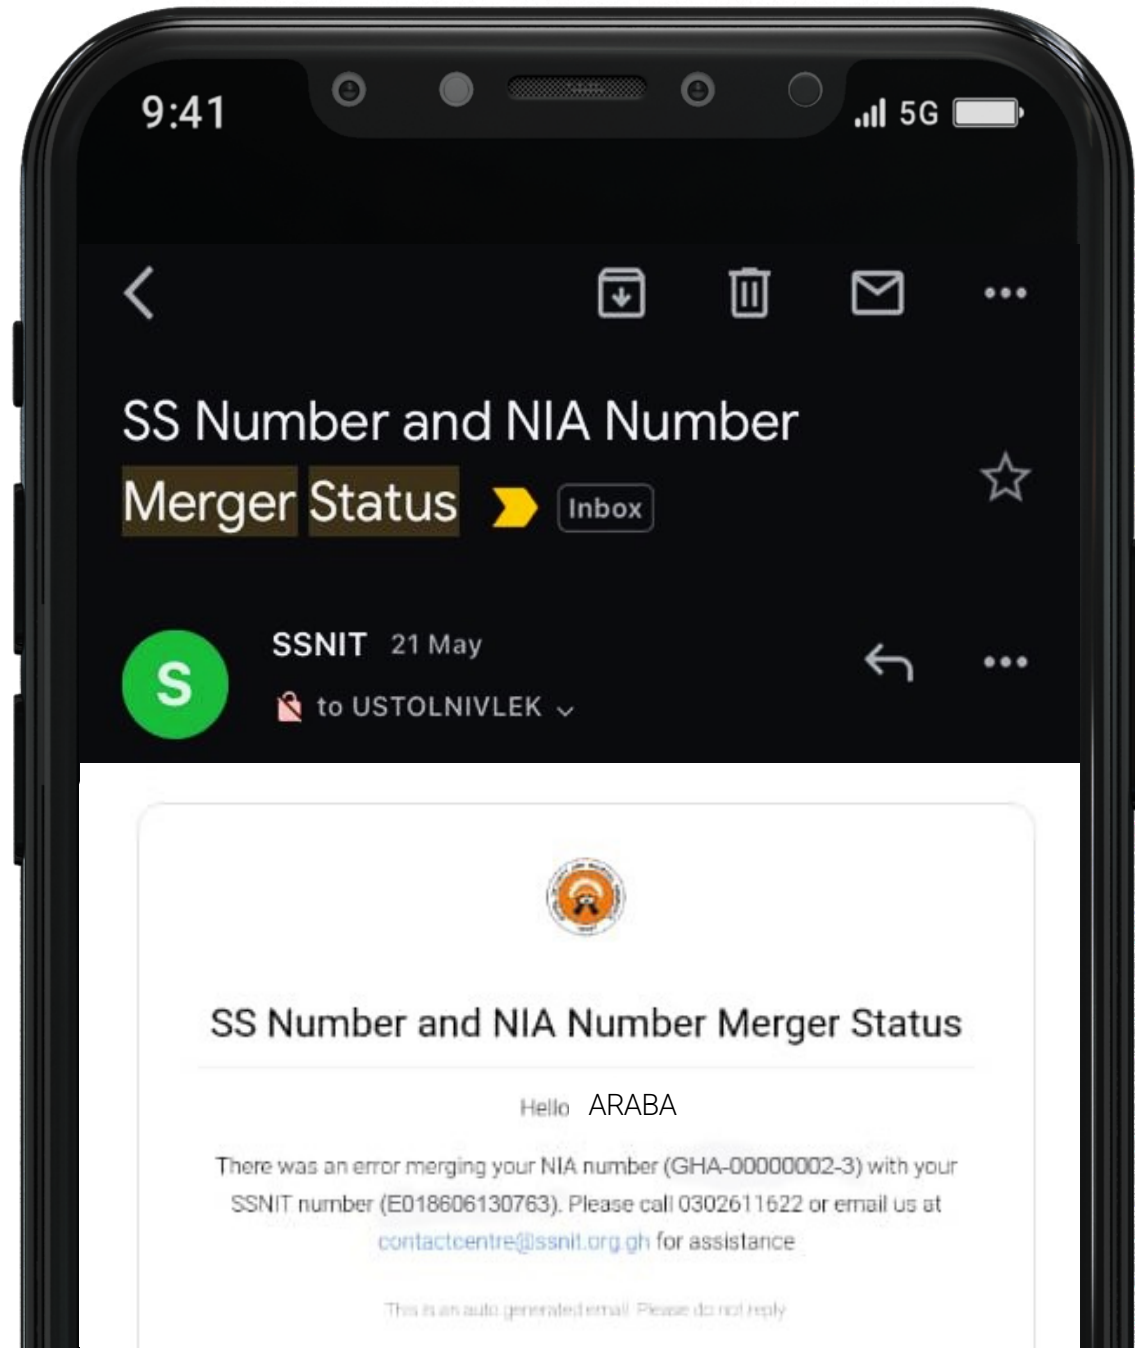 9:41
5G
SS Number and NIA Number
Merger Status Inbox
S
SSNIT 21 May
to USTOLNIVLEK
SS Number and NIA Number Merger Status
Hello ARABA
There was an error merging your NIA number (GHA-00000002-3) with your
SSNIT number (E018606130763). Please call 0302611622 or email us at
contactcentre@ssnit.org.gh for assistance
This is an auto generated email. Please do not reply